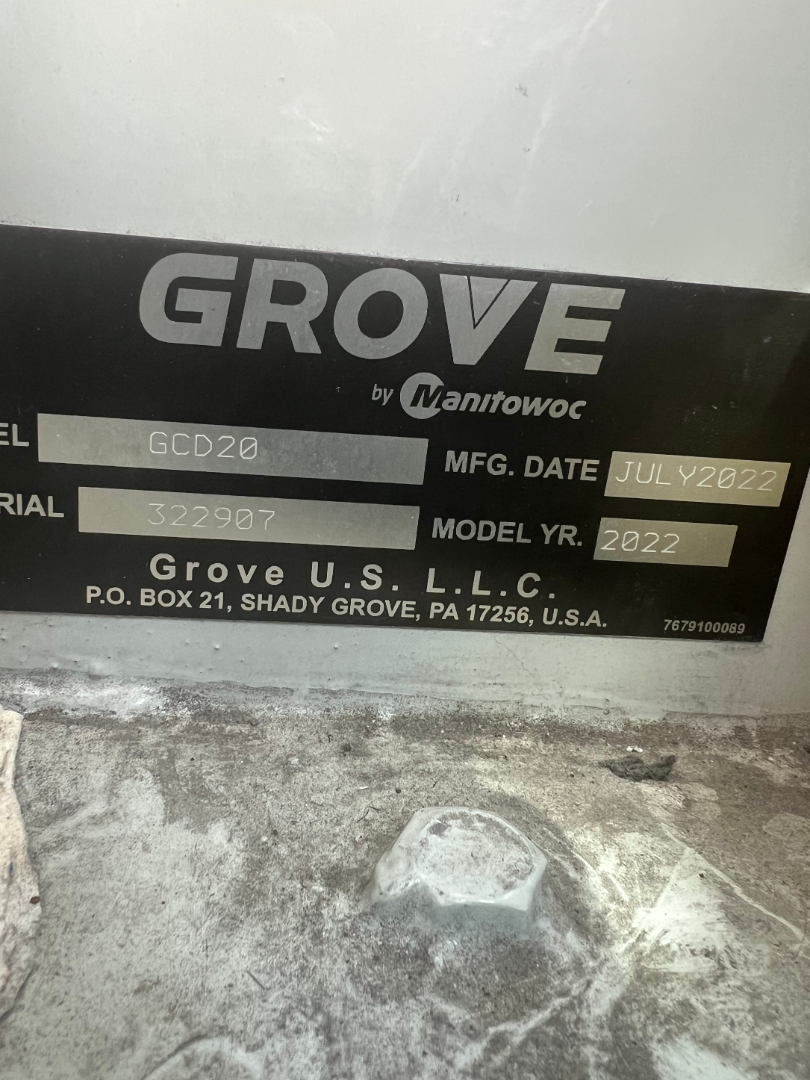 GROVE
by Manitowoc
EL GCD20 MFG. DATE JULY2022
RIAL 322907 MODEL YR. 2022
Grove U.S. L.L.C.
P.O. BOX 21, SHADY GROVE, PA 17256, U.S.A.
7679100089